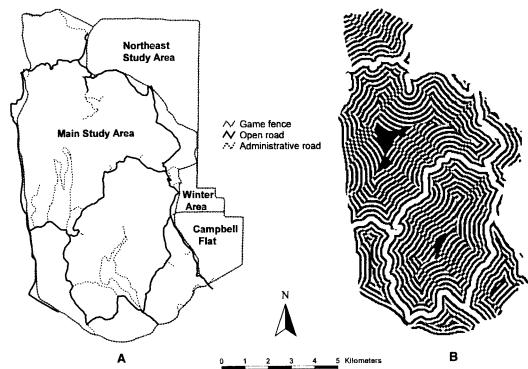 Northeast
Study Area
Game fence
Open road
Administrative road
Main Study Area
Winter
Area
Campbell
Flat
N
A
B
0 1 2 3 4 5 Kilometers